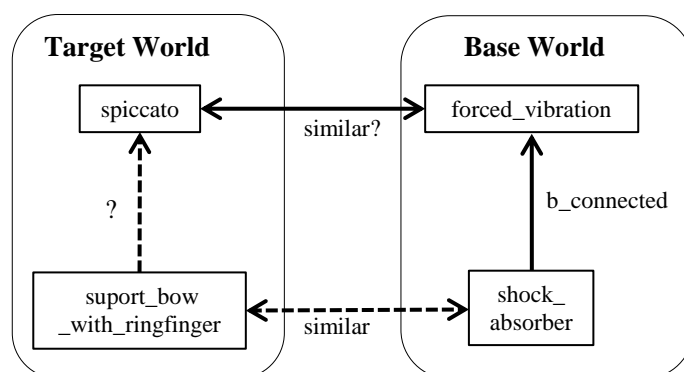 Target World
Base World
spiccato
forced_vibration
similar?
?
b_connected
suport_bow
_with_ringfinger
shock_
absorber
similar